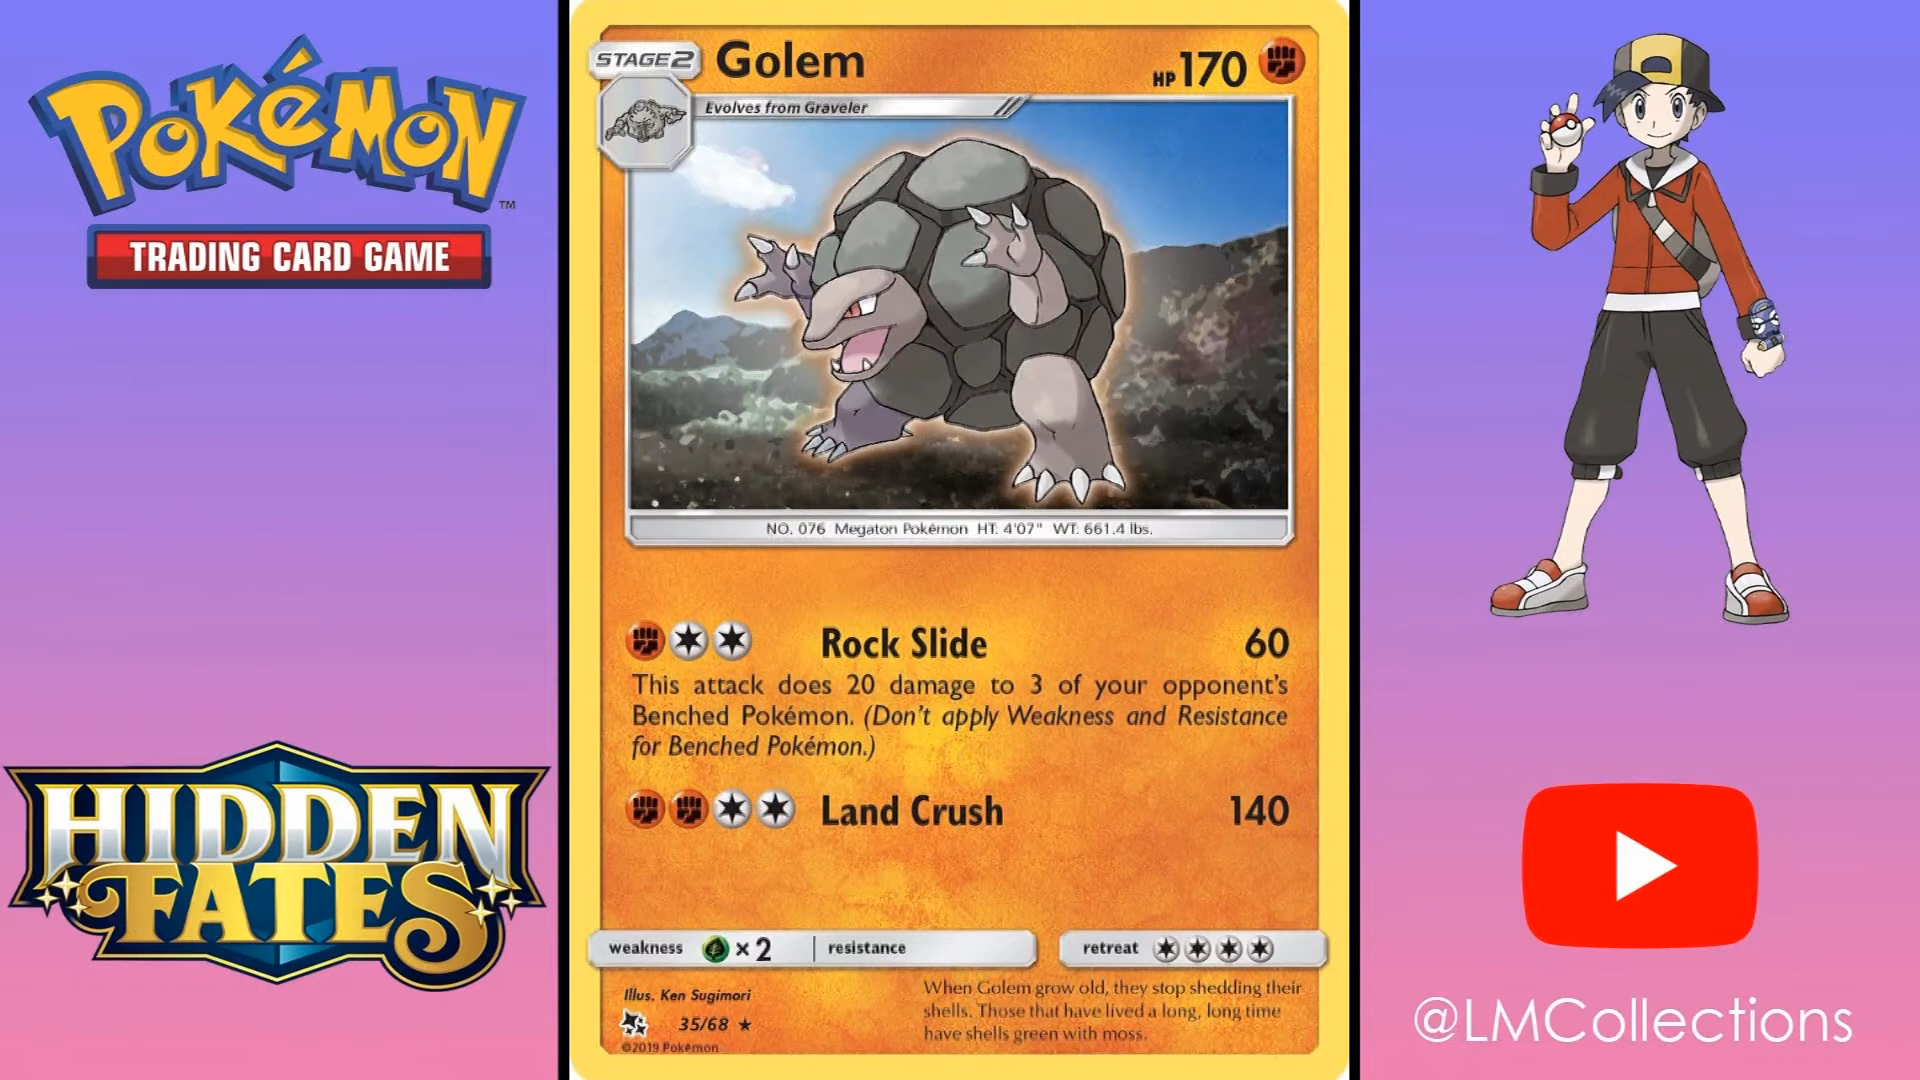 POKéMON
TM
TRADING CARD GAME
HIDDEN
FATES
STAGE2
Golem
HP170
Evolves from Graveler
NO. 076 Megaton Pokémon HT: 4'07" WT: 661.4 lbs.
Rock Slide 60
This attack does 20 damage to 3 of your opponent's
Benched Pokémon. (Don't apply Weakness and Resistance
for Benched Pokémon.)
Land Crush 140
weakness ×2 resistance retreat
Illus. Ken Sugimori
35/68 ★
©2019 Pokémon
When Golem grow old, they stop shedding their
shells. Those that have lived a long, long time
have shells green with moss.
@LMCollections